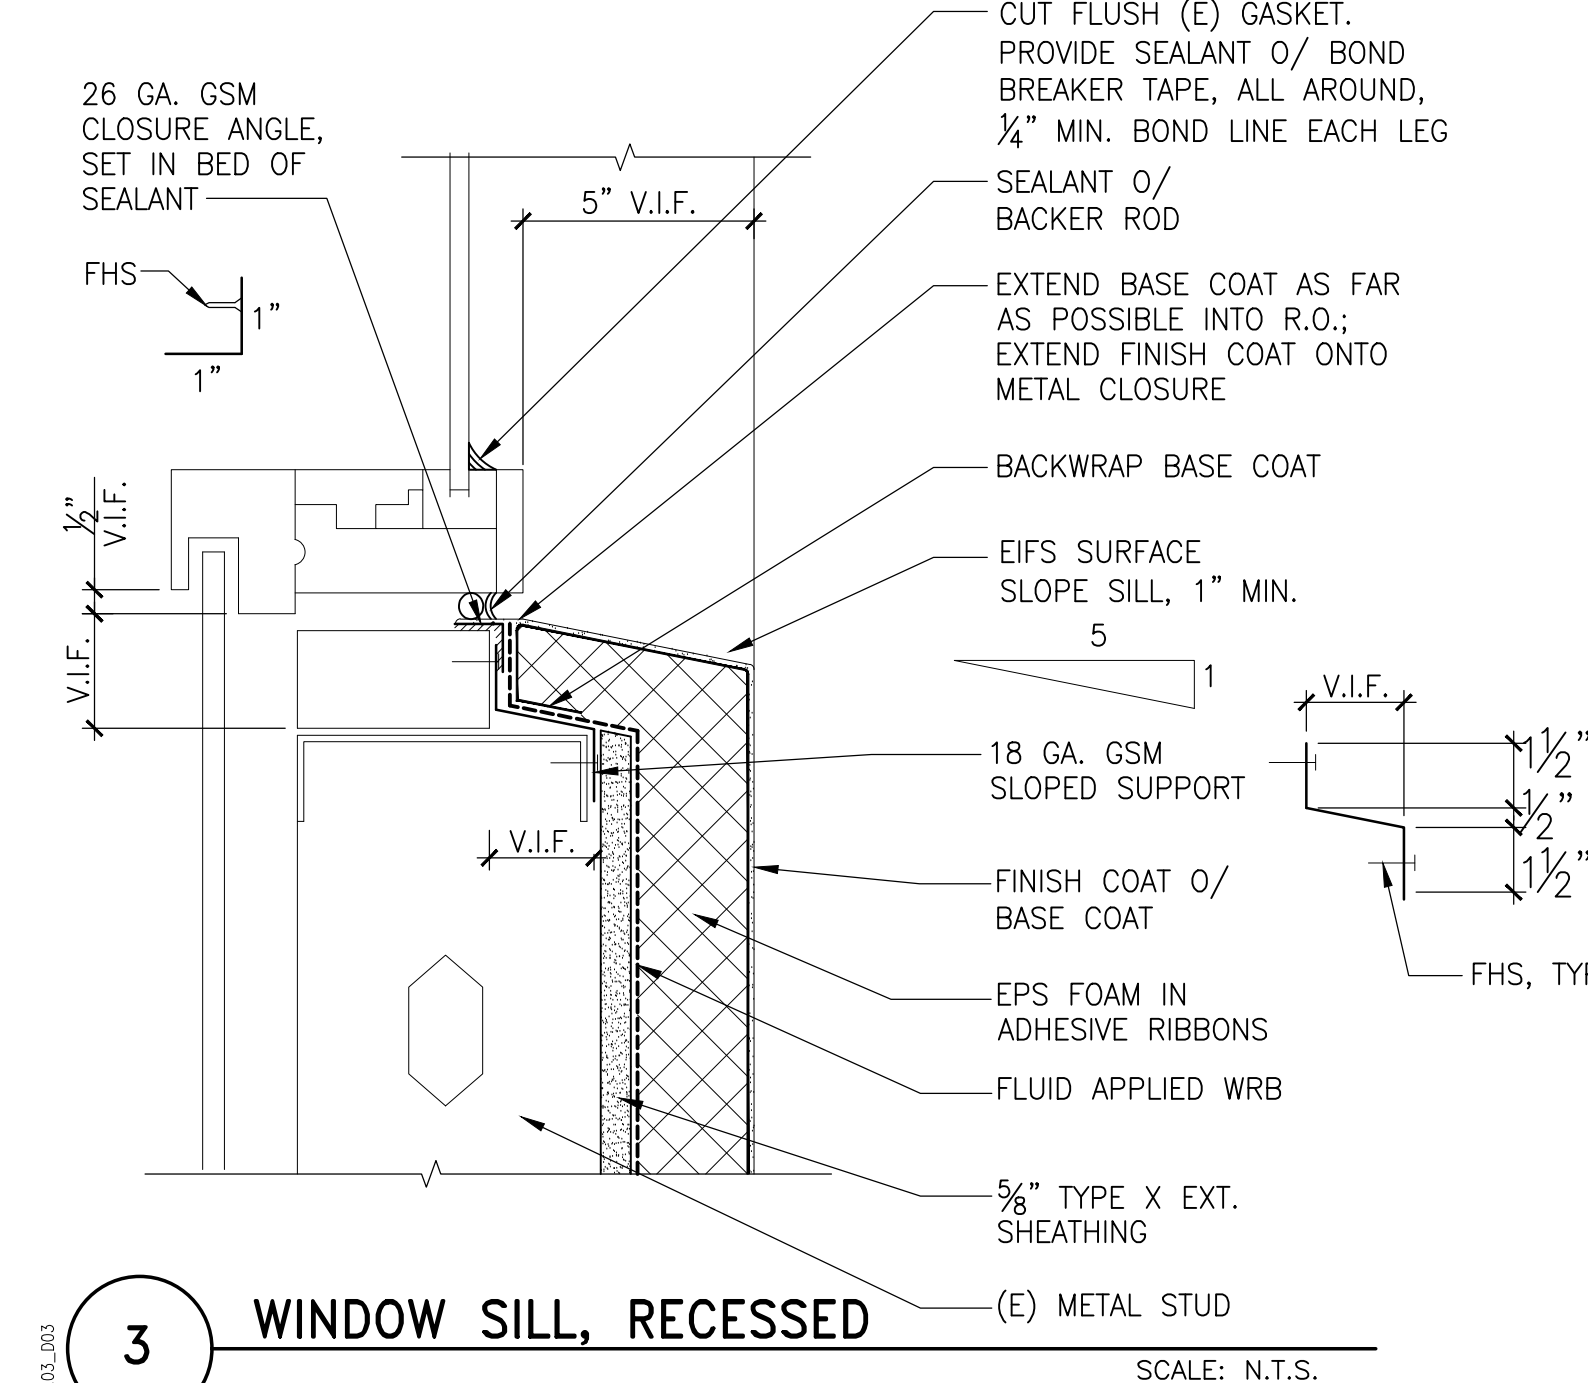 CUT FLUSH (E) GASKET.
PROVIDE SEALANT O/ BOND
BREAKER TAPE, ALL AROUND,
1/4" MIN. BOND LINE EACH LEG
26 GA. GSM
CLOSURE ANGLE,
SET IN BED OF
SEALANT
5" V.I.F.
SEALANT O/
BACKER ROD
FHS
1"
1"
EXTEND BASE COAT AS FAR
AS POSSIBLE INTO R.O.;
EXTEND FINISH COAT ONTO
METAL CLOSURE
BACKWRAP BASE COAT
1/2"
V.I.F.
EIFS SURFACE
SLOPE SILL, 1" MIN.
5
1
V.I.F.
V.I.F.
18 GA. GSM
SLOPED SUPPORT
1 1/2"
1/2"
1 1/2"
V.I.F.
FINISH COAT O/
BASE COAT
FHS,
EPS FOAM IN
ADHESIVE RIBBONS
FLUID APPLIED WRB
5/8" TYPE X EXT.
SHEATHING
(E) METAL STUD
3
WINDOW SILL, RECESSED
SCALE: N.T.S.
03_D03